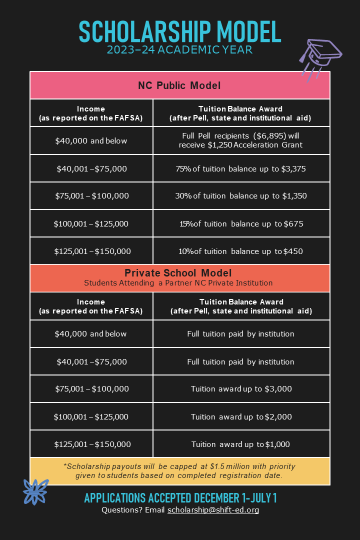 SCHOLARSHIP MODEL
2023–24 ACADEMIC YEAR
NC Public Model
Income
(as reported on the FAFSA)
Tuition Balance Award
(after Pell, state and institutional aid)
$40,000 and below
Full Pell recipients ($6,895) will
receive $1,250 Acceleration Grant
$40,001–$75,000
75% of tuition balance up to $3,375
$75,001 – $100,000
30% of tuition balance up to $1,350
$100,001 – $125,000
15% of tuition balance up to $675
$125,001 – $150,000
10% of tuition balance up to $450
Private School Model
Students Attending a Partner NC Private Institution
Income
(as reported on the FAFSA)
Tuition Balance Award
(after Pell, state and institutional aid)
$40,000 and below
Full tuition paid by institution
$40,001–$75,000
Full tuition paid by institution
$75,001 – $100,000
Tuition award up to $3,000
$100,001 – $125,000
Tuition award up to $2,000
$125,001 – $150,000
Tuition award up to $1,000
*Scholarship payouts will be capped at $1.5 million with priority
given to students based on completed registration date.
APPLICATIONS ACCEPTED DECEMBER 1-JULY 1
Questions? Email scholarship@shift-ed.org